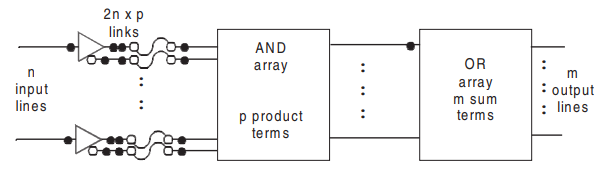 2n x p
links
n
input
lines
AND
array
p product
terms
OR
array
m sum
terms
m
output
lines